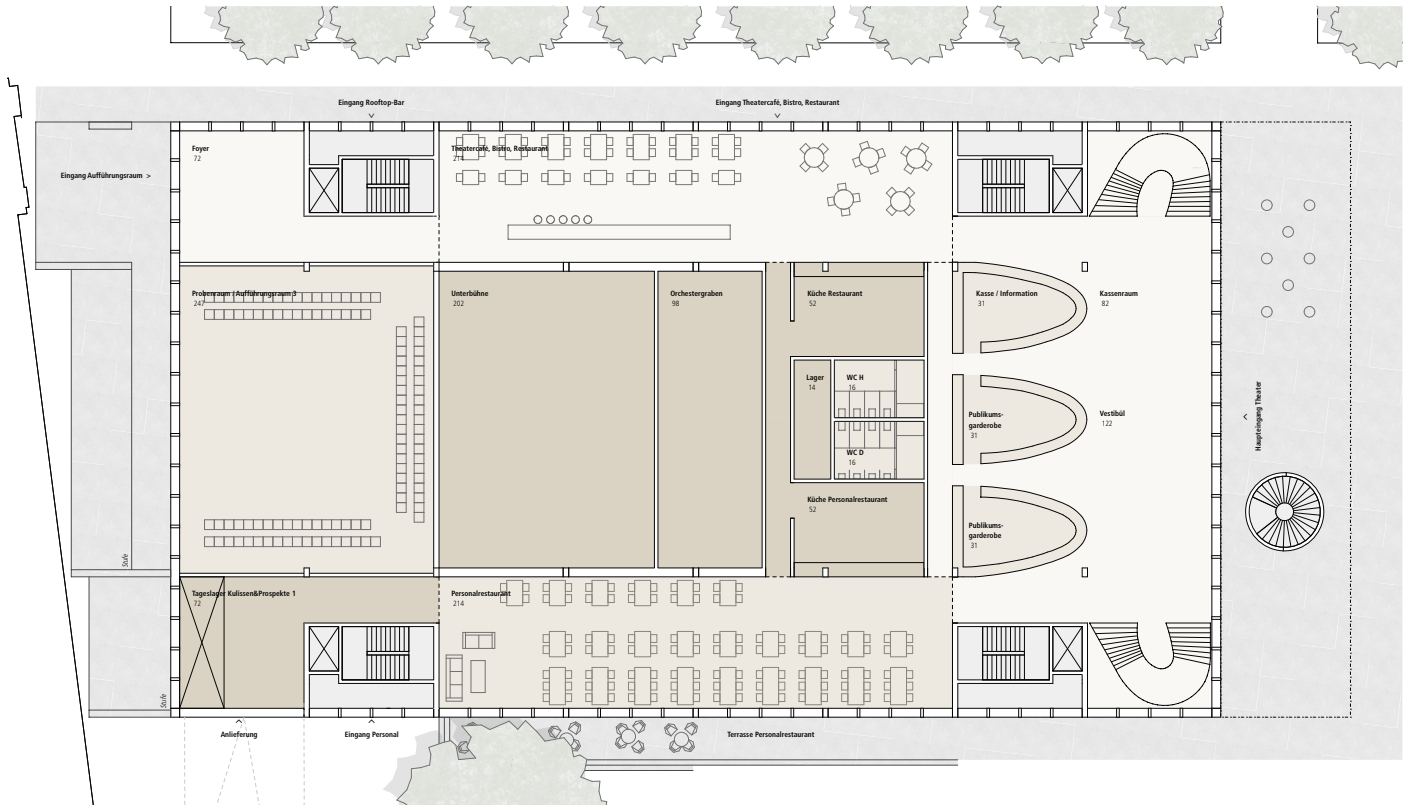 Eingang Rooftop-Bar
Eingang Theatercafé, Bistro, Restaurant
Foyer
72
Theatercafé, Bistro, Restaurant
214
Eingang Aufführungsraum >
Probenraum / Aufführungsraum 3
247
Unterbühne
202
Orchestergraben
98
Küche Restaurant
52
Kasse / Information
31
Kassenraum
82
Lager
14
WC H
16
Publikums-
garderobe
31
Vestibül
122
Haupteingang Theater
WC D
16
Küche Personalrestaurant
52
Publikums-
garderobe
31
Stufe
Tageslager Kulissen&Prospekte 1
72
Personalrestaurant
214
Stufe
Anlieferung
Eingang Personal
Terrasse Personalrestaurant